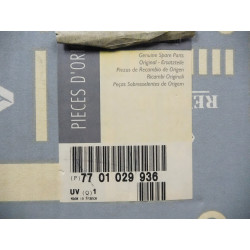 PIECES D'OR
Genuine Spare Parts
Original - Ersatzteile
Piezas de Recambio de Origen
Ricambi Originali
Peças Sobressalentes de Origem
RE
(P) 77 01 029 936
UV (Q) 1
MADE IN FRANCE